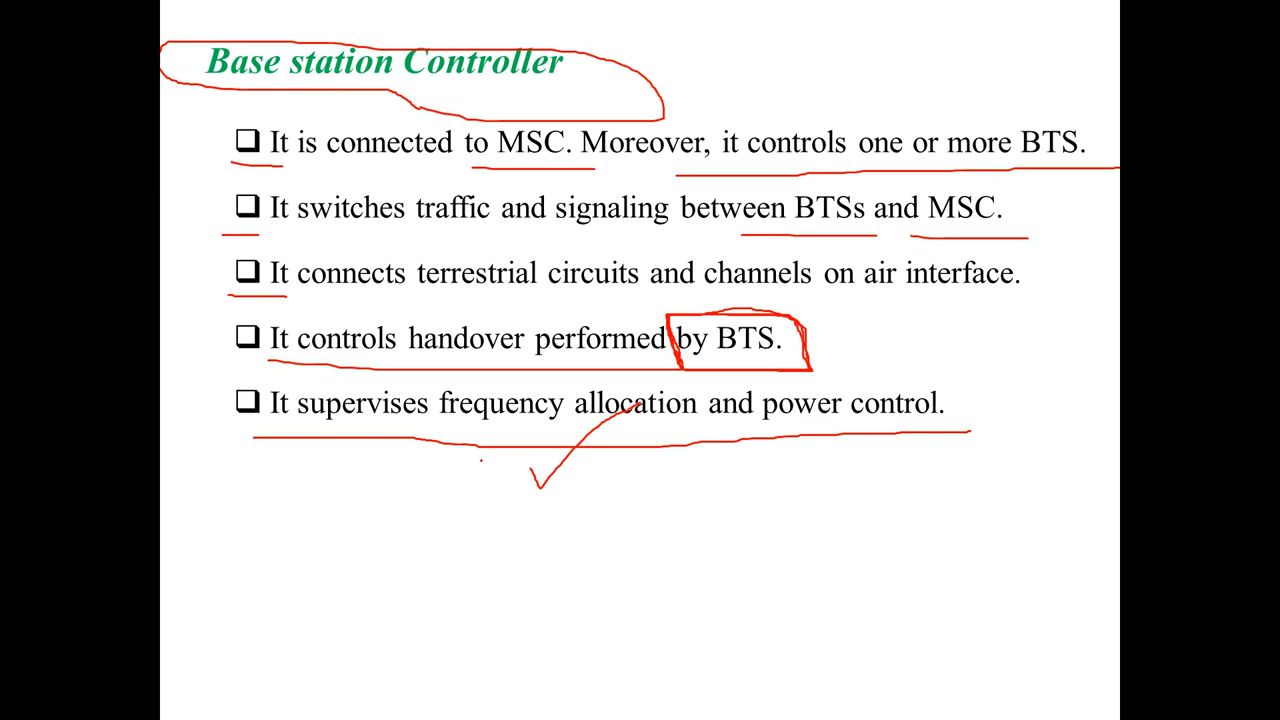 Base station Controller
❑ It is connected to MSC. Moreover, it controls one or more BTS.
❑ It switches traffic and signaling between BTSs and MSC.
❑ It connects terrestrial circuits and channels on air interface.
❑ It controls handover performed by BTS.
❑ It supervises frequency allocation and power control.